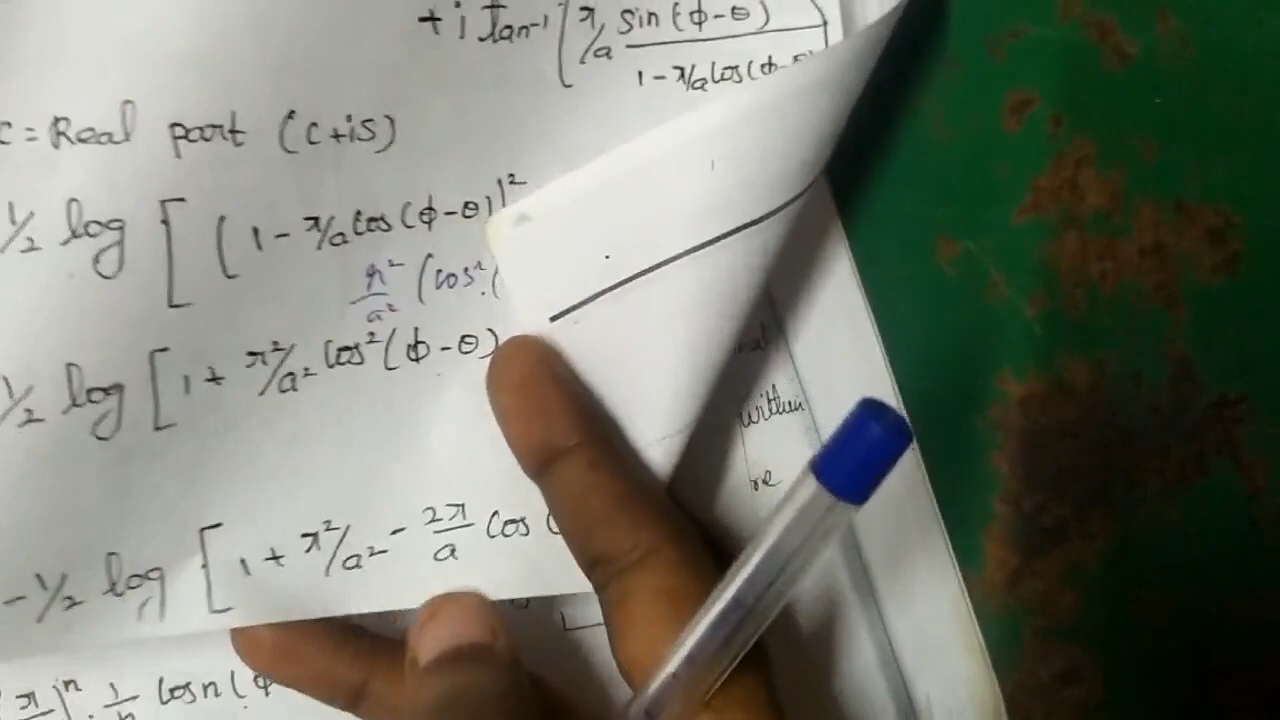 + i Tan⁻¹ ( r/a sin(ϕ-θ) / 1 - r/a cos(ϕ-
C = Real part (C+iS)
1/2 log [ (1 - r/a cos(ϕ-θ))²
r²/a² (cos² (
1/2 log [ 1 + r²/a² cos²(ϕ-θ)
within
re
- 1/2 log [ 1 + r²/a² - 2r/a cos (
r )ⁿ · 1/n cos n (ϕ